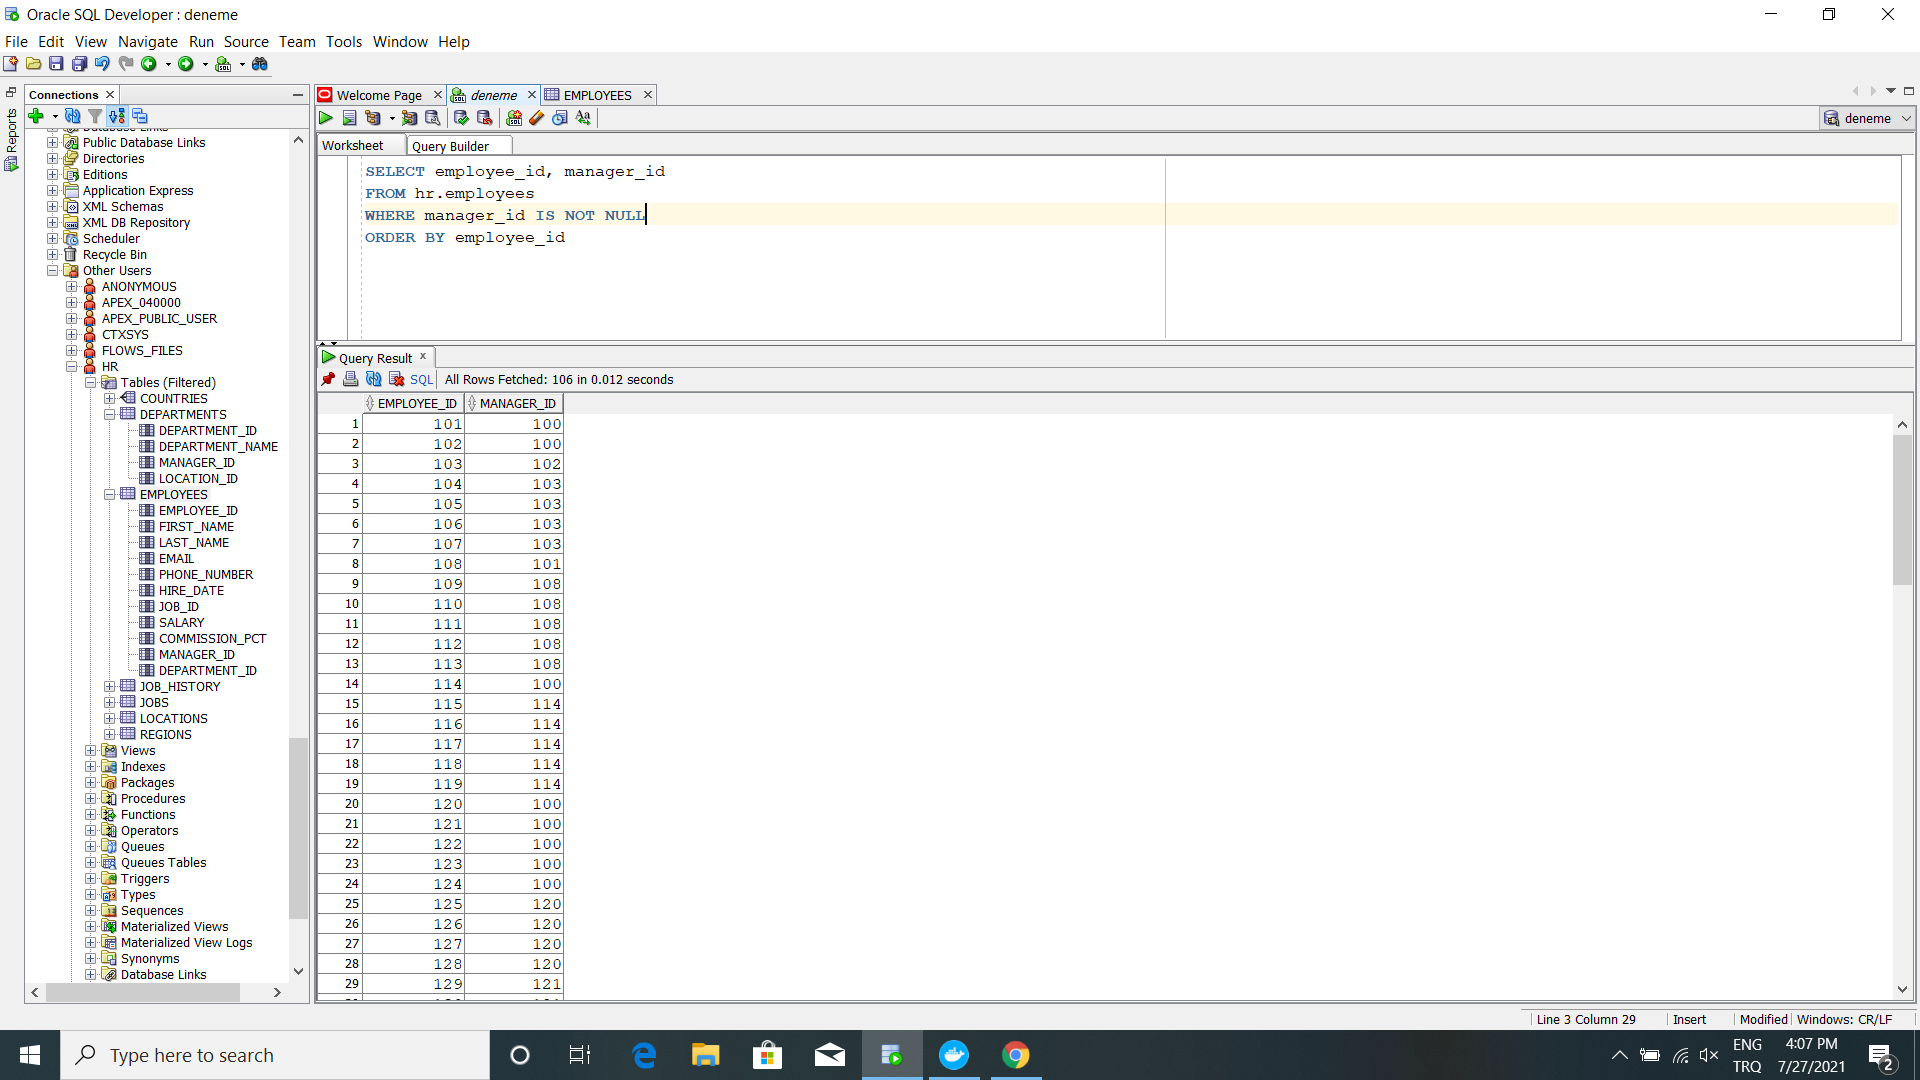 Oracle SQL Developer : deneme
File Edit View Navigate Run Source Team Tools Window Help
Reports
Connections
Database Links
Public Database Links
Directories
Editions
Application Express
XML Schemas
XML DB Repository
Scheduler
Recycle Bin
Other Users
ANONYMOUS
APEX_040000
APEX_PUBLIC_USER
CTXSYS
FLOWS_FILES
HR
Tables (Filtered)
COUNTRIES
DEPARTMENTS
DEPARTMENT_ID
DEPARTMENT_NAME
MANAGER_ID
LOCATION_ID
EMPLOYEES
EMPLOYEE_ID
FIRST_NAME
LAST_NAME
EMAIL
PHONE_NUMBER
HIRE_DATE
JOB_ID
SALARY
COMMISSION_PCT
MANAGER_ID
DEPARTMENT_ID
JOB_HISTORY
JOBS
LOCATIONS
REGIONS
Views
Indexes
Packages
Procedures
Functions
Operators
Queues
Queues Tables
Triggers
Types
Sequences
Materialized Views
Materialized View Logs
Synonyms
Database Links
Welcome Page deneme EMPLOYEES
deneme
Worksheet Query Builder
SELECT employee_id, manager_id
FROM hr.employees
WHERE manager_id IS NOT NULL
ORDER BY employee_id
Query Result
SQL All Rows Fetched: 106 in 0.012 seconds
EMPLOYEE_ID MANAGER_ID
1 101 100
2 102 100
3 103 102
4 104 103
5 105 103
6 106 103
7 107 103
8 108 101
9 109 108
10 110 108
11 111 108
12 112 108
13 113 108
14 114 100
15 115 114
16 116 114
17 117 114
18 118 114
19 119 114
20 120 100
21 121 100
22 122 100
23 123 100
24 124 100
25 125 120
26 126 120
27 127 120
28 128 120
29 129 121
Line 3 Column 29 Insert Modified Windows: CR/LF
Type here to search
ENG 4:07 PM
TRQ 7/27/2021
2